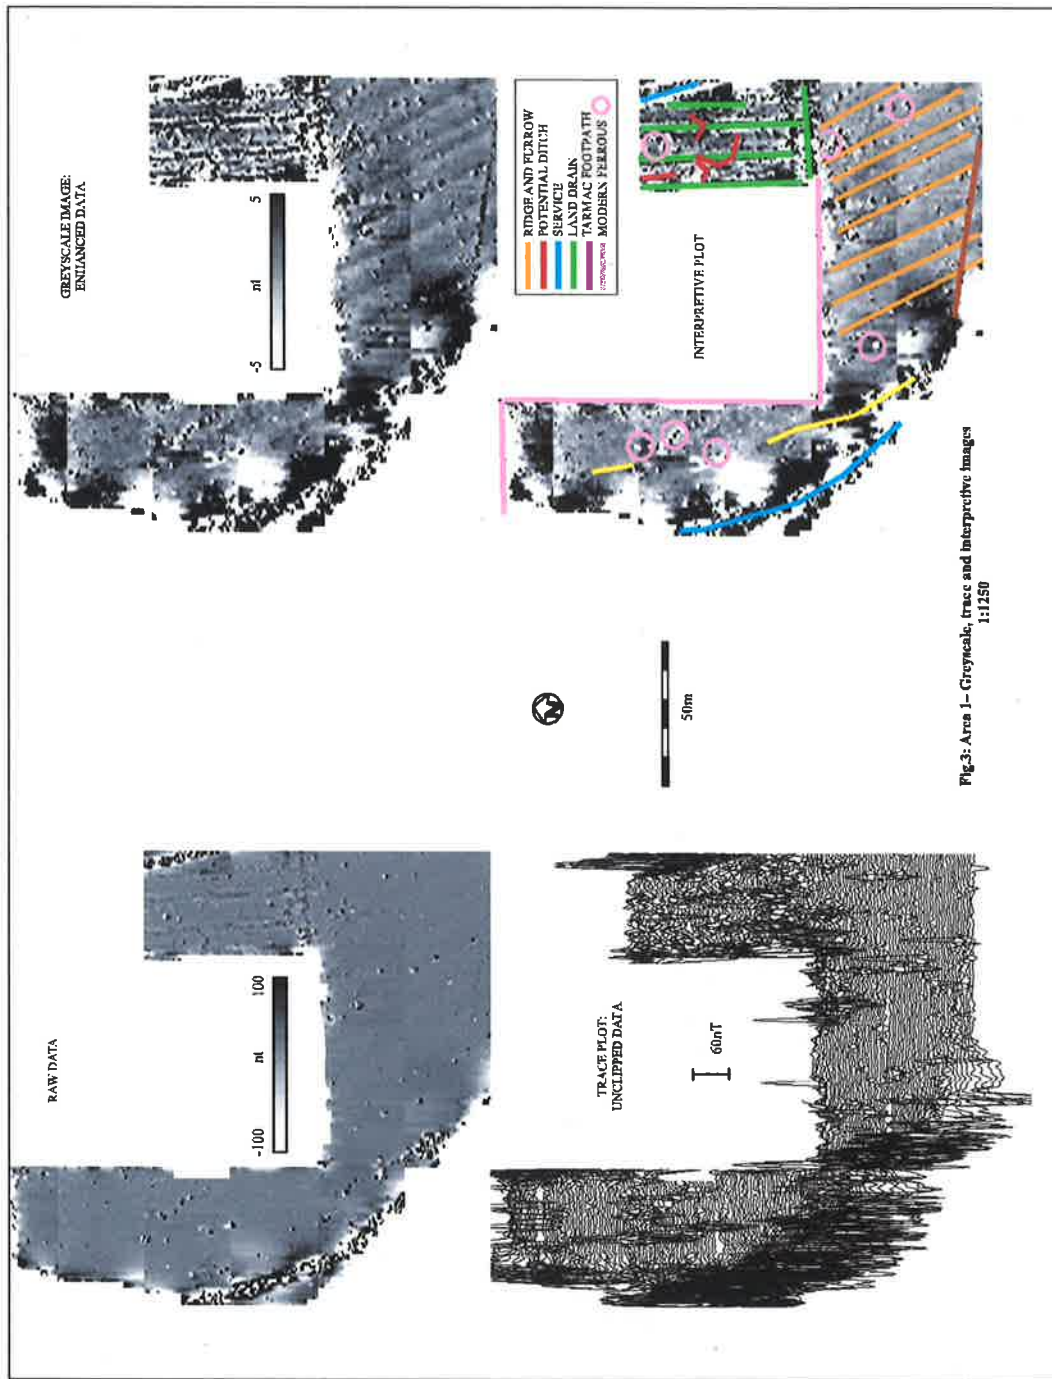 RAW DATA
-100
nt
100
GREYSCALE IMAGE:
ENHANCED DATA
-5
nt
5
TRACE PLOT:
UNCLIPPED DATA
60nT
N
50m
RIDGE AND FURROW
POTENTIAL DITCH
SERVICE
LAND DRAIN
TARMAC FOOTPATH
MODERN FERROUS
INTERPRETIVE PLOT
Fig.3: Area 1– Greyscale, trace and interpretive images
1:1250